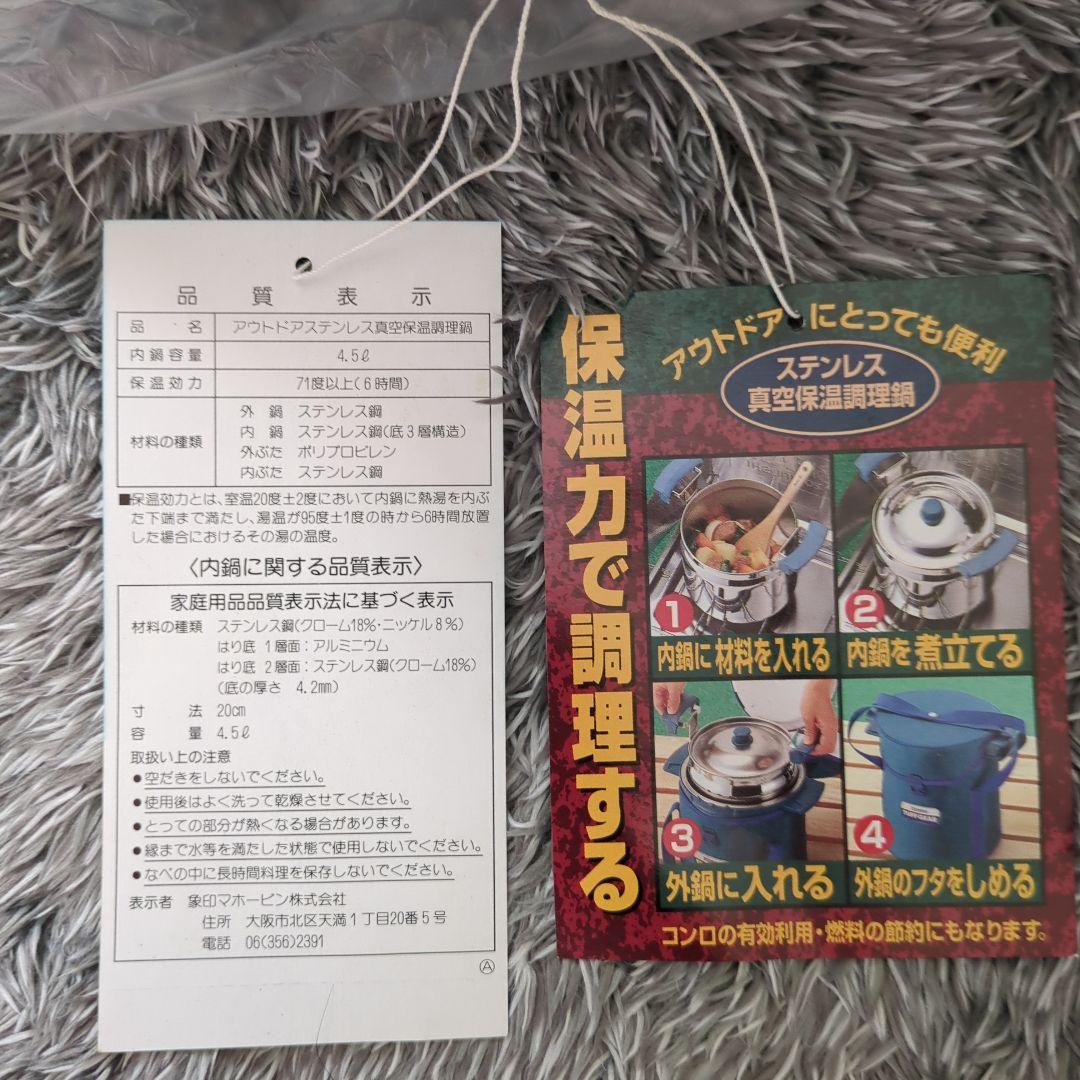 品質表示
品名 アウトドアステンレス真空保温調理鍋
内鍋容量 4.5ℓ
保温効力 71度以上(6時間)
材料の種類
外鍋 ステンレス鋼
内鍋 ステンレス鋼(底3層構造)
外ぶた ポリプロピレン
内ぶた ステンレス鋼
■保温効力とは、室温20度±2度において内鍋に熱湯を内ぶ
た下端まで満たし、湯温が95度±1度の時から6時間放置
した場合におけるその湯の温度。
〈内鍋に関する品質表示〉
家庭用品品質表示法に基づく表示
材料の種類 ステンレス鋼(クローム18%・ニッケル8%)
はり底 1層面:アルミニウム
はり底 2層面:ステンレス鋼(クローム18%)
(底の厚さ 4.2mm)
寸法 20cm
容量 4.5ℓ
取扱い上の注意
●空だきをしないでください。
●使用後はよく洗って乾燥させてください。
●とっての部分が熱くなる場合があります。
●縁まで水等を満たした状態で使用しないでください。
●なべの中に長時間料理を保存しないでください。
表示者 象印マホービン株式会社
住所 大阪市北区天満1丁目20番5号
電話 06(356)2391
Ⓐ
保温力で調理する
アウトドアーにとっても便利
ステンレス
真空保温調理鍋
1
内鍋に材料を入れる
2
内鍋を煮立てる
3
外鍋に入れる
TUFFGEAR
4
外鍋のフタをしめる
コンロの有効利用・燃料の節約にもなります。